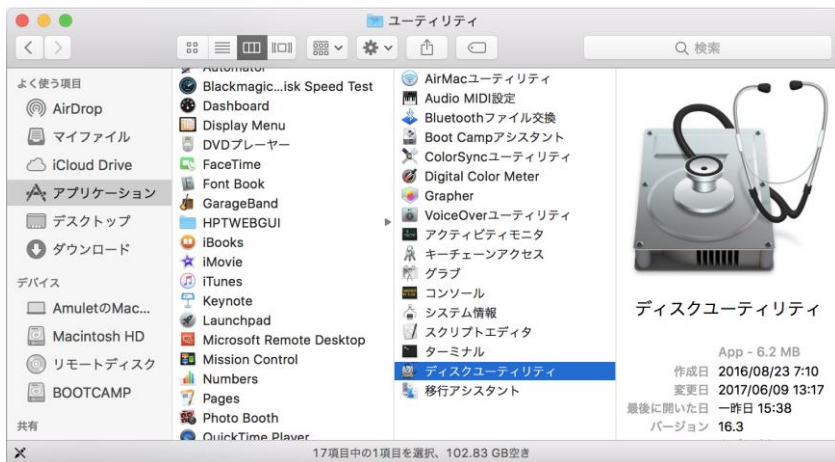 ユーティリティ
検索
よく使う項目
AirDrop
マイファイル
iCloud Drive
アプリケーション
デスクトップ
ダウンロード
デバイス
AmuletのMac...
Macintosh HD
リモートディスク
BOOTCAMP
共有
Automator
Blackmagic...isk Speed Test
Dashboard
Display Menu
DVDプレーヤー
FaceTime
Font Book
GarageBand
HPTWEBGUI
iBooks
iMovie
iTunes
Keynote
Launchpad
Microsoft Remote Desktop
Mission Control
Numbers
Pages
Photo Booth
QuickTime Player
AirMacユーティリティ
Audio MIDI設定
Bluetoothファイル交換
Boot Campアシスタント
ColorSyncユーティリティ
Digital Color Meter
Grapher
VoiceOverユーティリティ
アクティビティモニタ
キーチェーンアクセス
グラブ
コンソール
システム情報
スクリプトエディタ
ターミナル
ディスクユーティリティ
移行アシスタント
ディスクユーティリティ
App - 6.2 MB
作成日 2016/08/23 7:10
変更日 2017/06/09 13:17
最後に開いた日 一昨日 15:38
バージョン 16.3
17項目中の1項目を選択、102.83 GB空き